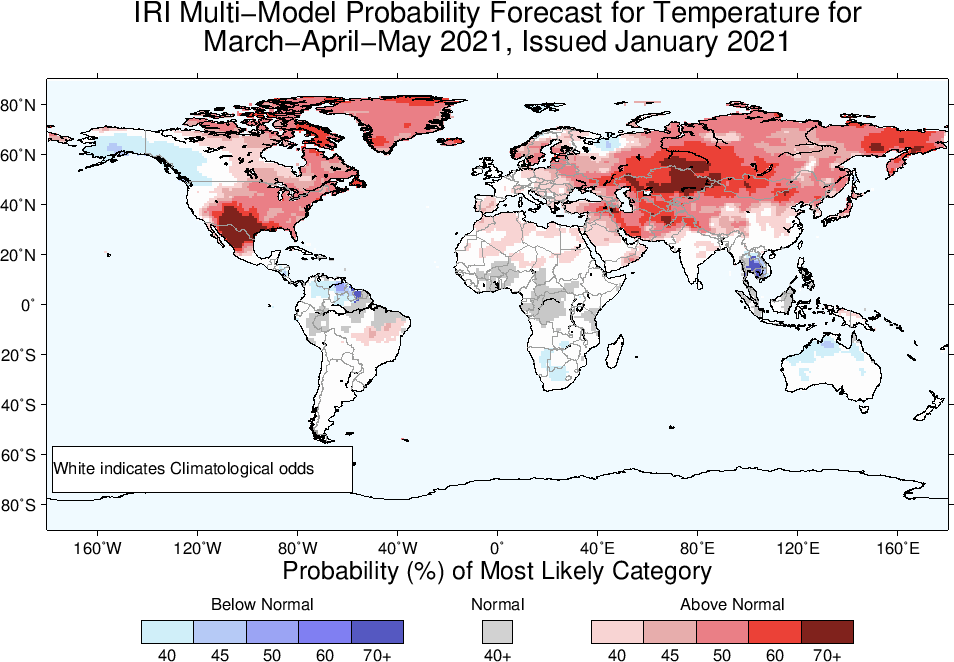 IRI Multi−Model Probability Forecast for Temperature for
March−April−May 2021, Issued January 2021
80˚N
60˚N
40˚N
20˚N
0˚
20˚S
40˚S
60˚S
80˚S
White indicates Climatological odds
160˚W 120˚W 80˚W 40˚W 0˚ 40˚E 80˚E 120˚E 160˚E
Probability (%) of Most Likely Category
Below Normal Normal Above Normal
40 45 50 60 70+ 40+ 40 45 50 60 70+